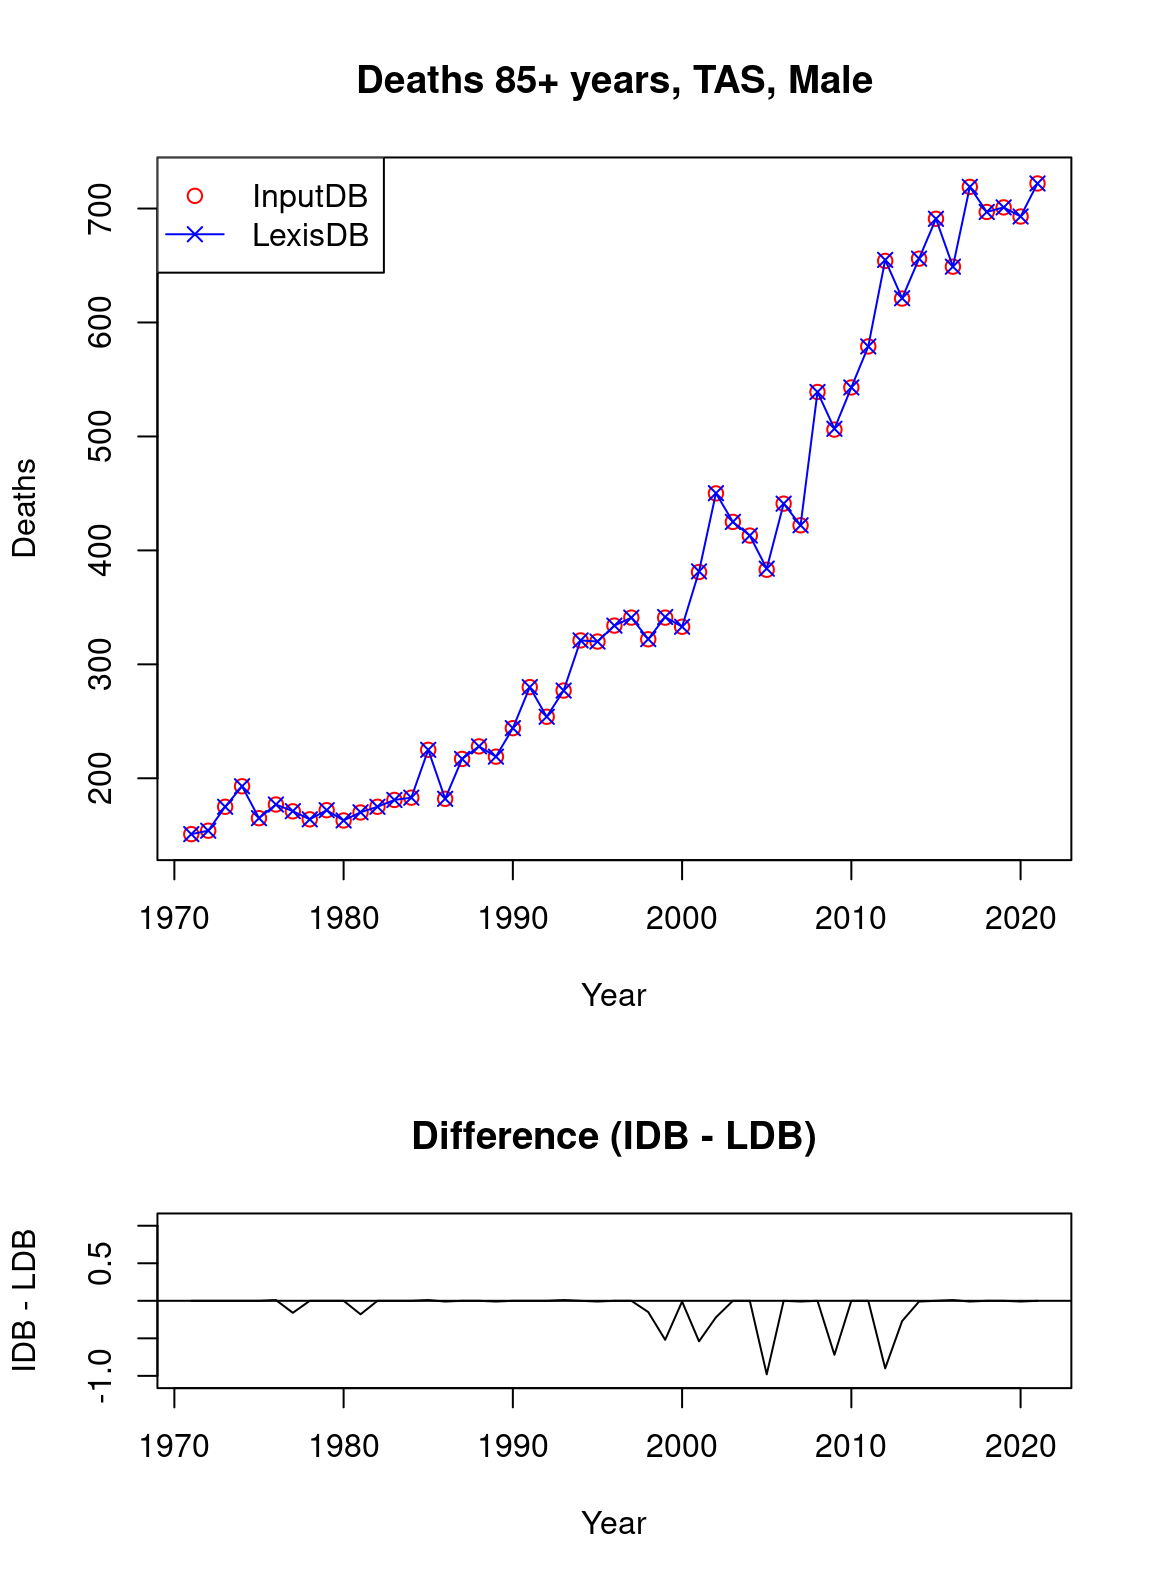 Deaths 85+ years, TAS, Male
InputDB
LexisDB
Deaths
700
600
500
400
300
200
1970 1980 1990 2000 2010 2020
Year
Difference (IDB - LDB)
IDB - LDB
0.5
-1.0
1970 1980 1990 2000 2010 2020
Year